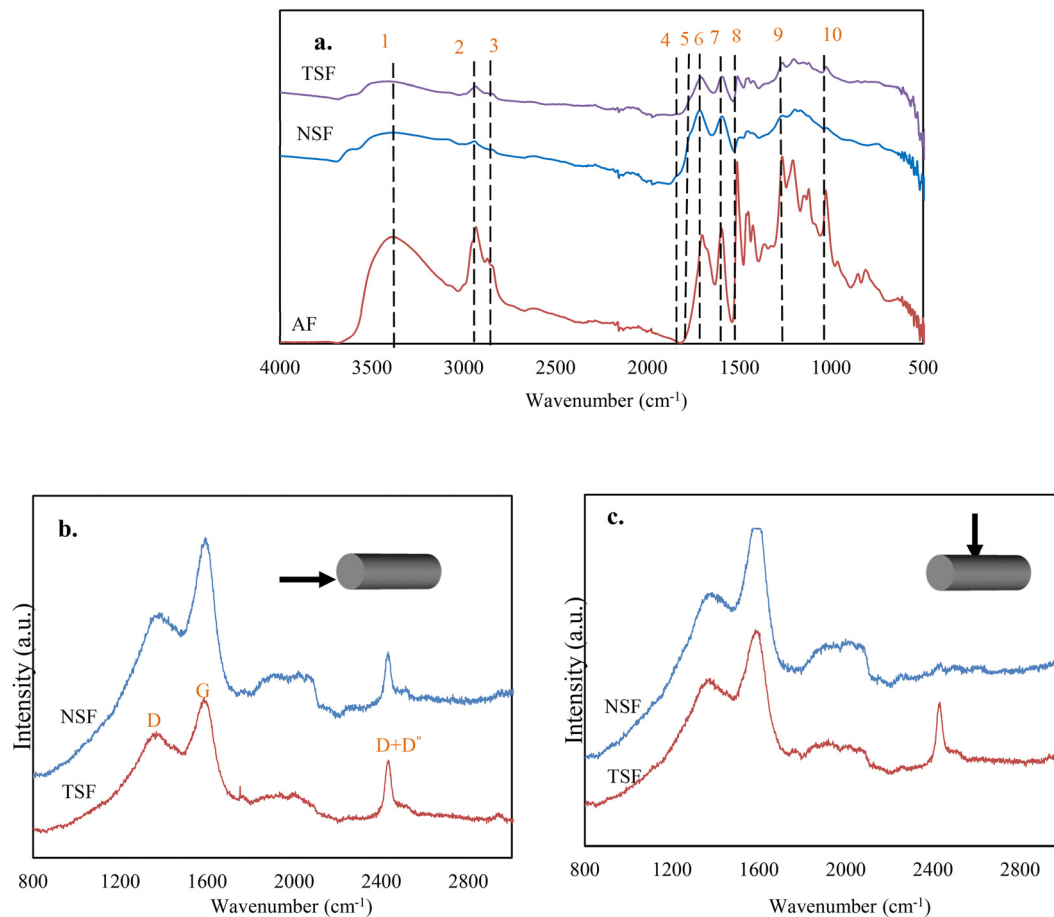 a.
1 2 3 4 5 6 7 8 9 10
TSF
NSF
AF
4000 3500 3000 2500 2000 1500 1000 500
Wavenumber (cm⁻¹)
b.
Intensity (a.u.)
NSF
G
D
D+D"
TSF
800 1200 1600 2000 2400 2800
Wavenumber (cm⁻¹)
c.
Intensity (a.u.)
NSF
TSF
800 1200 1600 2000 2400 2800
Wavenumber (cm⁻¹)